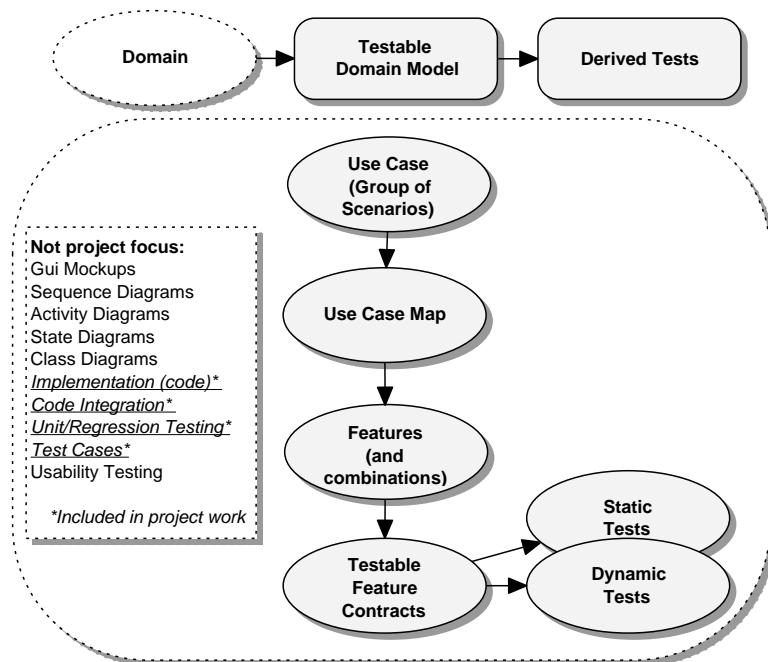 Domain
Testable
Domain Model
Derived Tests
Use Case
(Group of
Scenarios)
Not project focus:
Gui Mockups
Sequence Diagrams
Activity Diagrams
State Diagrams
Class Diagrams
Implementation (code)*
Code Integration*
Unit/Regression Testing*
Test Cases*
Usability Testing
*Included in project work
Use Case Map
Features
(and
combinations)
Static
Tests
Testable
Feature
Contracts
Dynamic
Tests